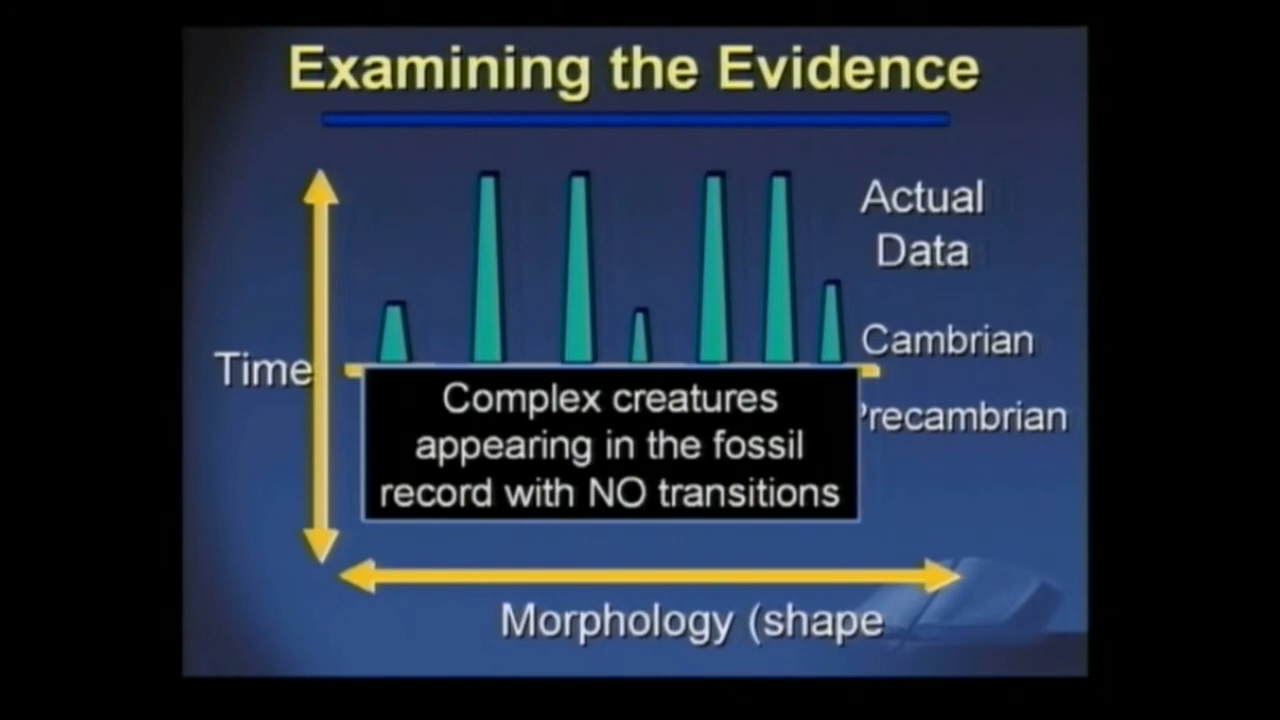 Examining the Evidence
Actual
Data
Cambrian
Time
Precambrian
Complex creatures
appearing in the fossil
record with NO transitions
Morphology (shape